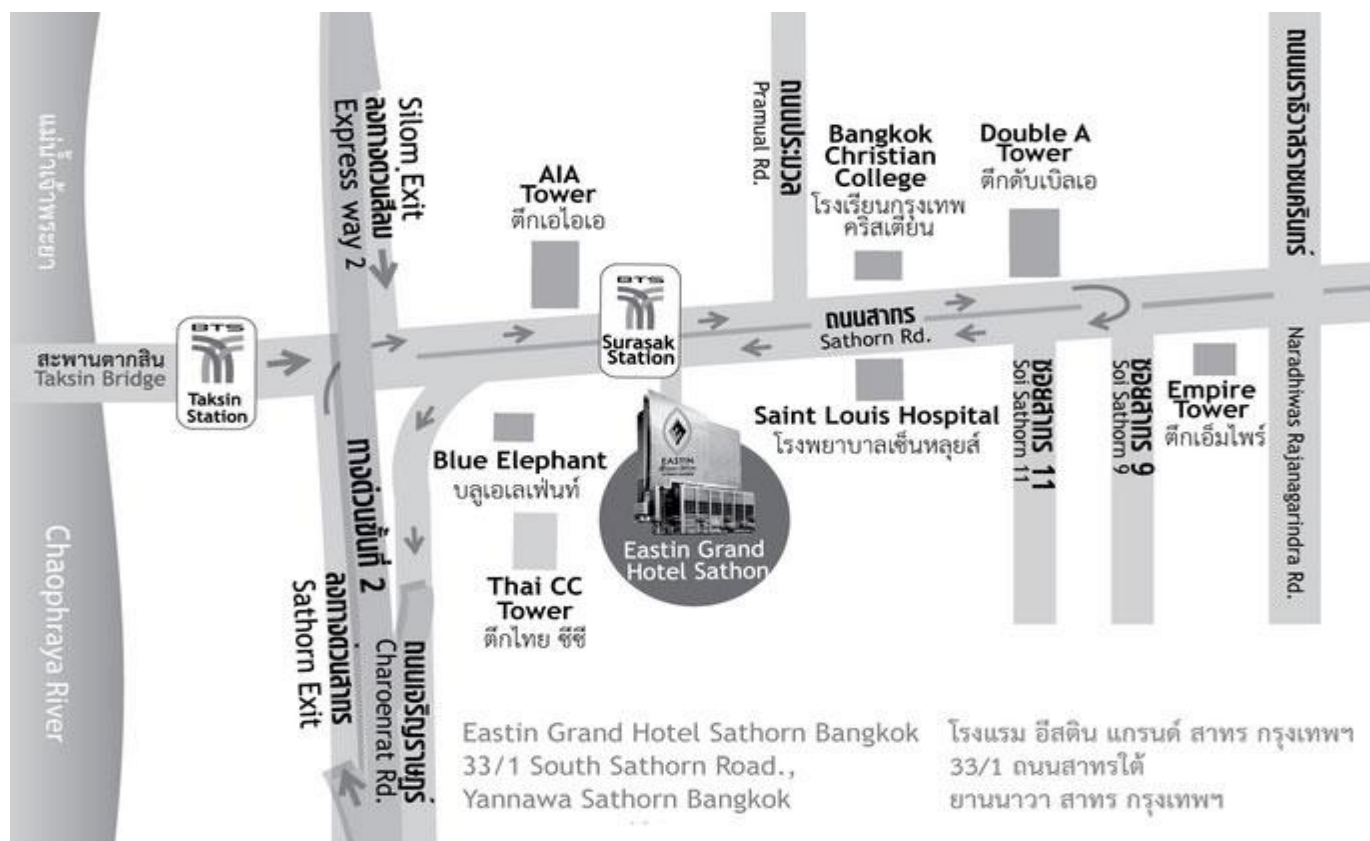 แม่น้ำเจ้าพระยา
Chaophraya River
สะพานตากสิน
Taksin Bridge
BTS
Taksin
Station
Silom Exit
ลงทางด่วนสีลม
Express way 2
ทางด่วนขั้นที่ 2
ลงทางด่วนสาทร
Sathorn Exit
ถนนเจริญราษฎร์
Charoenrat Rd.
AIA
Tower
ตึกเอไอเอ
BTS
Surasak
Station
Blue Elephant
บลูเอเลเฟ่นท์
Thai CC
Tower
ตึกไทย ซีซี
EASTIN
Eastin Grand
Hotel Sathon
ถนนประมวล
Pramual Rd.
Bangkok
Christian
College
โรงเรียนกรุงเทพ
คริสเตียน
Double A
Tower
ตึกดับเบิลเอ
ถนนสาทร
Sathorn Rd.
Saint Louis Hospital
โรงพยาบาลเซ็นหลุยส์
ซอยสาทร 11
Soi Sathorn 11
ซอยสาทร 9
Soi Sathorn 9
Empire
Tower
ตึกเอ็มไพร์
ถนนนราธิวาสราชนครินทร์
Naradhiwas Rajanagarindra Rd.
Eastin Grand Hotel Sathorn Bangkok
33/1 South Sathorn Road.,
Yannawa Sathorn Bangkok
โรงแรม อีสติน แกรนด์ สาทร กรุงเทพฯ
33/1 ถนนสาทรใต้
ยานนาวา สาทร กรุงเทพฯ